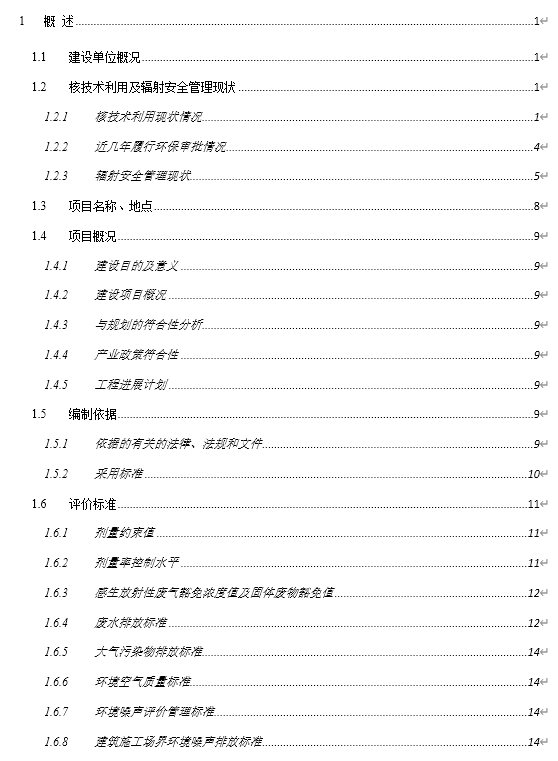 1 概 述 1
1.1 建设单位概况 1
1.2 核技术利用及辐射安全管理现状 1
1.2.1 核技术利用现状情况 1
1.2.2 近几年履行环保审批情况 4
1.2.3 辐射安全管理现状 5
1.3 项目名称、地点 8
1.4 项目概况 9
1.4.1 建设目的及意义 9
1.4.2 建设项目概况 9
1.4.3 与规划的符合性分析 9
1.4.4 产业政策符合性 9
1.4.5 工程进展计划 9
1.5 编制依据 9
1.5.1 依据的有关的法律、法规和文件 9
1.5.2 采用标准 10
1.6 评价标准 11
1.6.1 剂量约束值 11
1.6.2 剂量率控制水平 11
1.6.3 感生放射性废气豁免浓度值及固体废物豁免值 12
1.6.4 废水排放标准 12
1.6.5 大气污染物排放标准 14
1.6.6 环境空气质量标准 14
1.6.7 环境噪声评价管理标准 14
1.6.8 建筑施工场界环境噪声排放标准 14